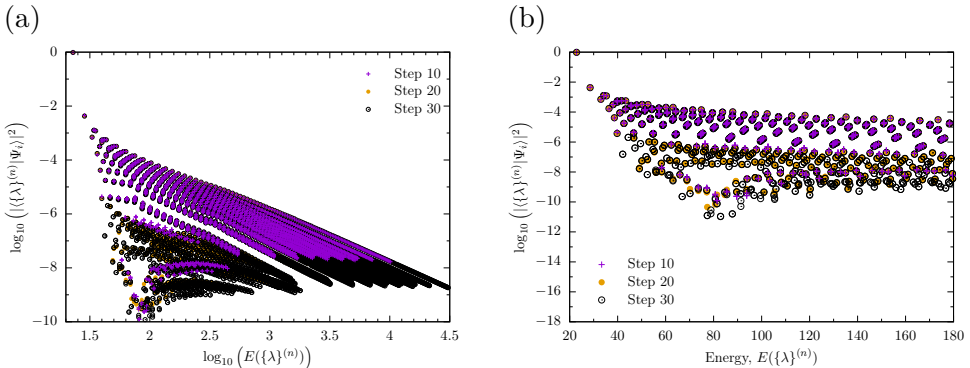 (a)
log₁₀ (|⟨{λ}⁽ⁿ⁾|Ψᵢ⟩|²)
0
−2
−4
−6
−8
−10
1.5
2
2.5
3
3.5
4
4.5
log₁₀ (E({λ}⁽ⁿ⁾))
Step 10
Step 20
Step 30
(b)
log₁₀ (|⟨{λ}⁽ⁿ⁾|Ψᵢ⟩|²)
0
−2
−4
−6
−8
−10
−12
−14
−16
−18
20
40
60
80
100
120
140
160
180
Energy, E({λ}⁽ⁿ⁾)
Step 10
Step 20
Step 30